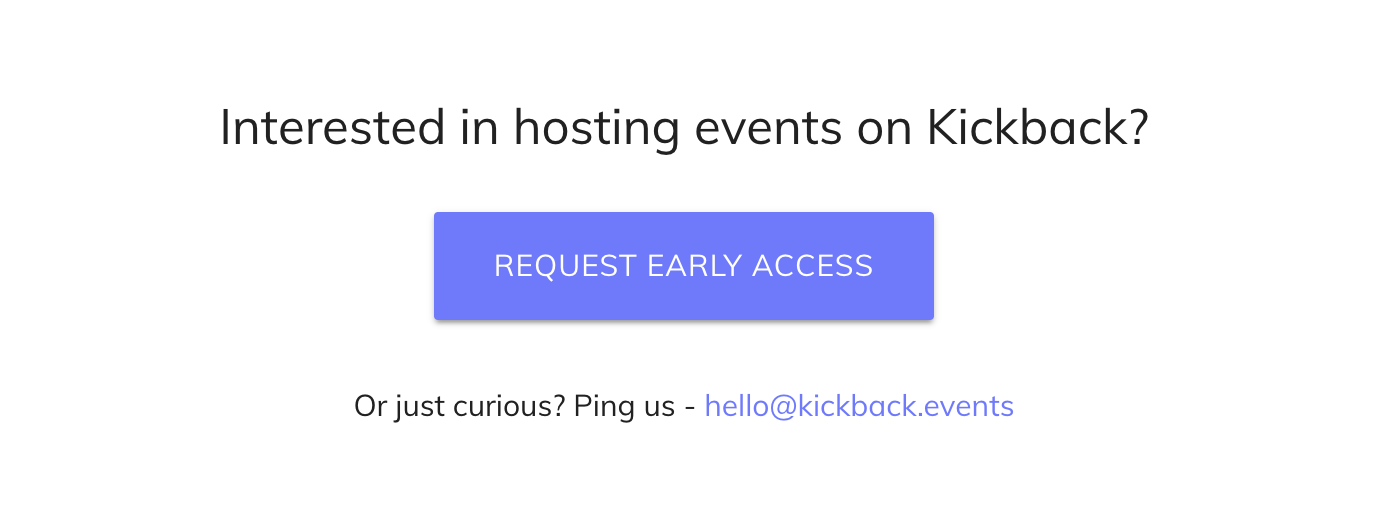 Interested in hosting events on Kickback?
REQUEST EARLY ACCESS
Or just curious? Ping us - hello@kickback.events